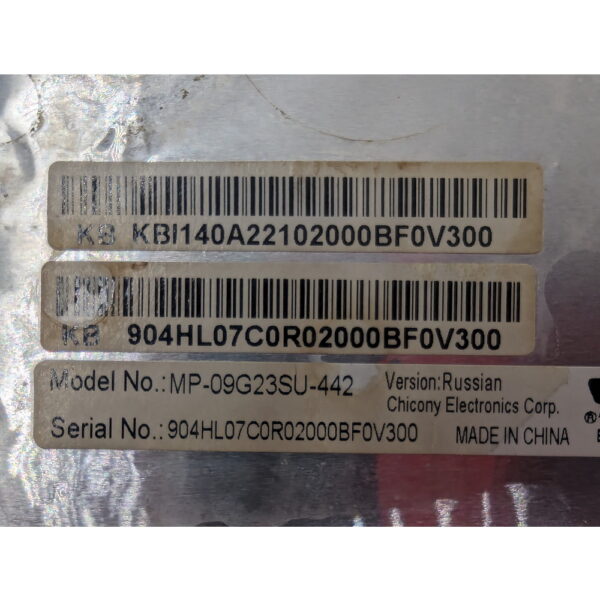 KB KBI140A22102000BF0V300
KB 904HL07C0R02000BF0V300
Model No.:MP-09G23SU-442
Version:Russian
Chicony Electronics Corp.
Serial No.:904HL07C0R02000BF0V300
MADE IN CHINA